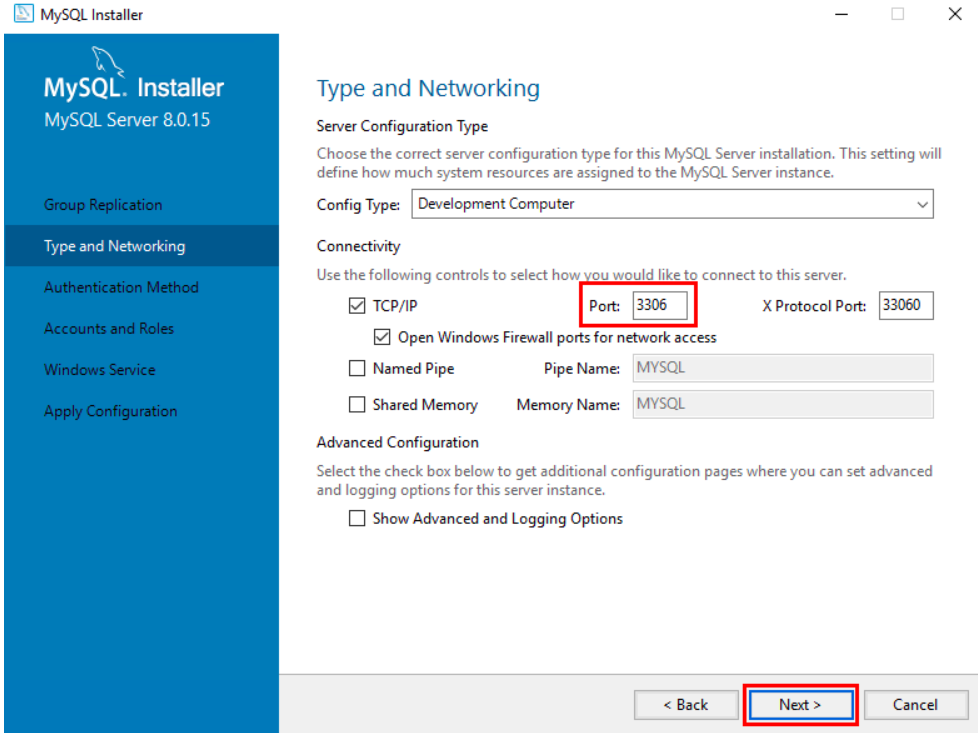 MySQL Installer
MySQL. Installer
MySQL Server 8.0.15
Group Replication
Type and Networking
Authentication Method
Accounts and Roles
Windows Service
Apply Configuration
Type and Networking
Server Configuration Type
Choose the correct server configuration type for this MySQL Server installation. This setting will
define how much system resources are assigned to the MySQL Server instance.
Config Type: Development Computer
Connectivity
Use the following controls to select how you would like to connect to this server.
TCP/IP Port: 3306 X Protocol Port: 33060
Open Windows Firewall ports for network access
Named Pipe Pipe Name: MYSQL
Shared Memory Memory Name: MYSQL
Advanced Configuration
Select the check box below to get additional configuration pages where you can set advanced
and logging options for this server instance.
Show Advanced and Logging Options
< Back Next > Cancel